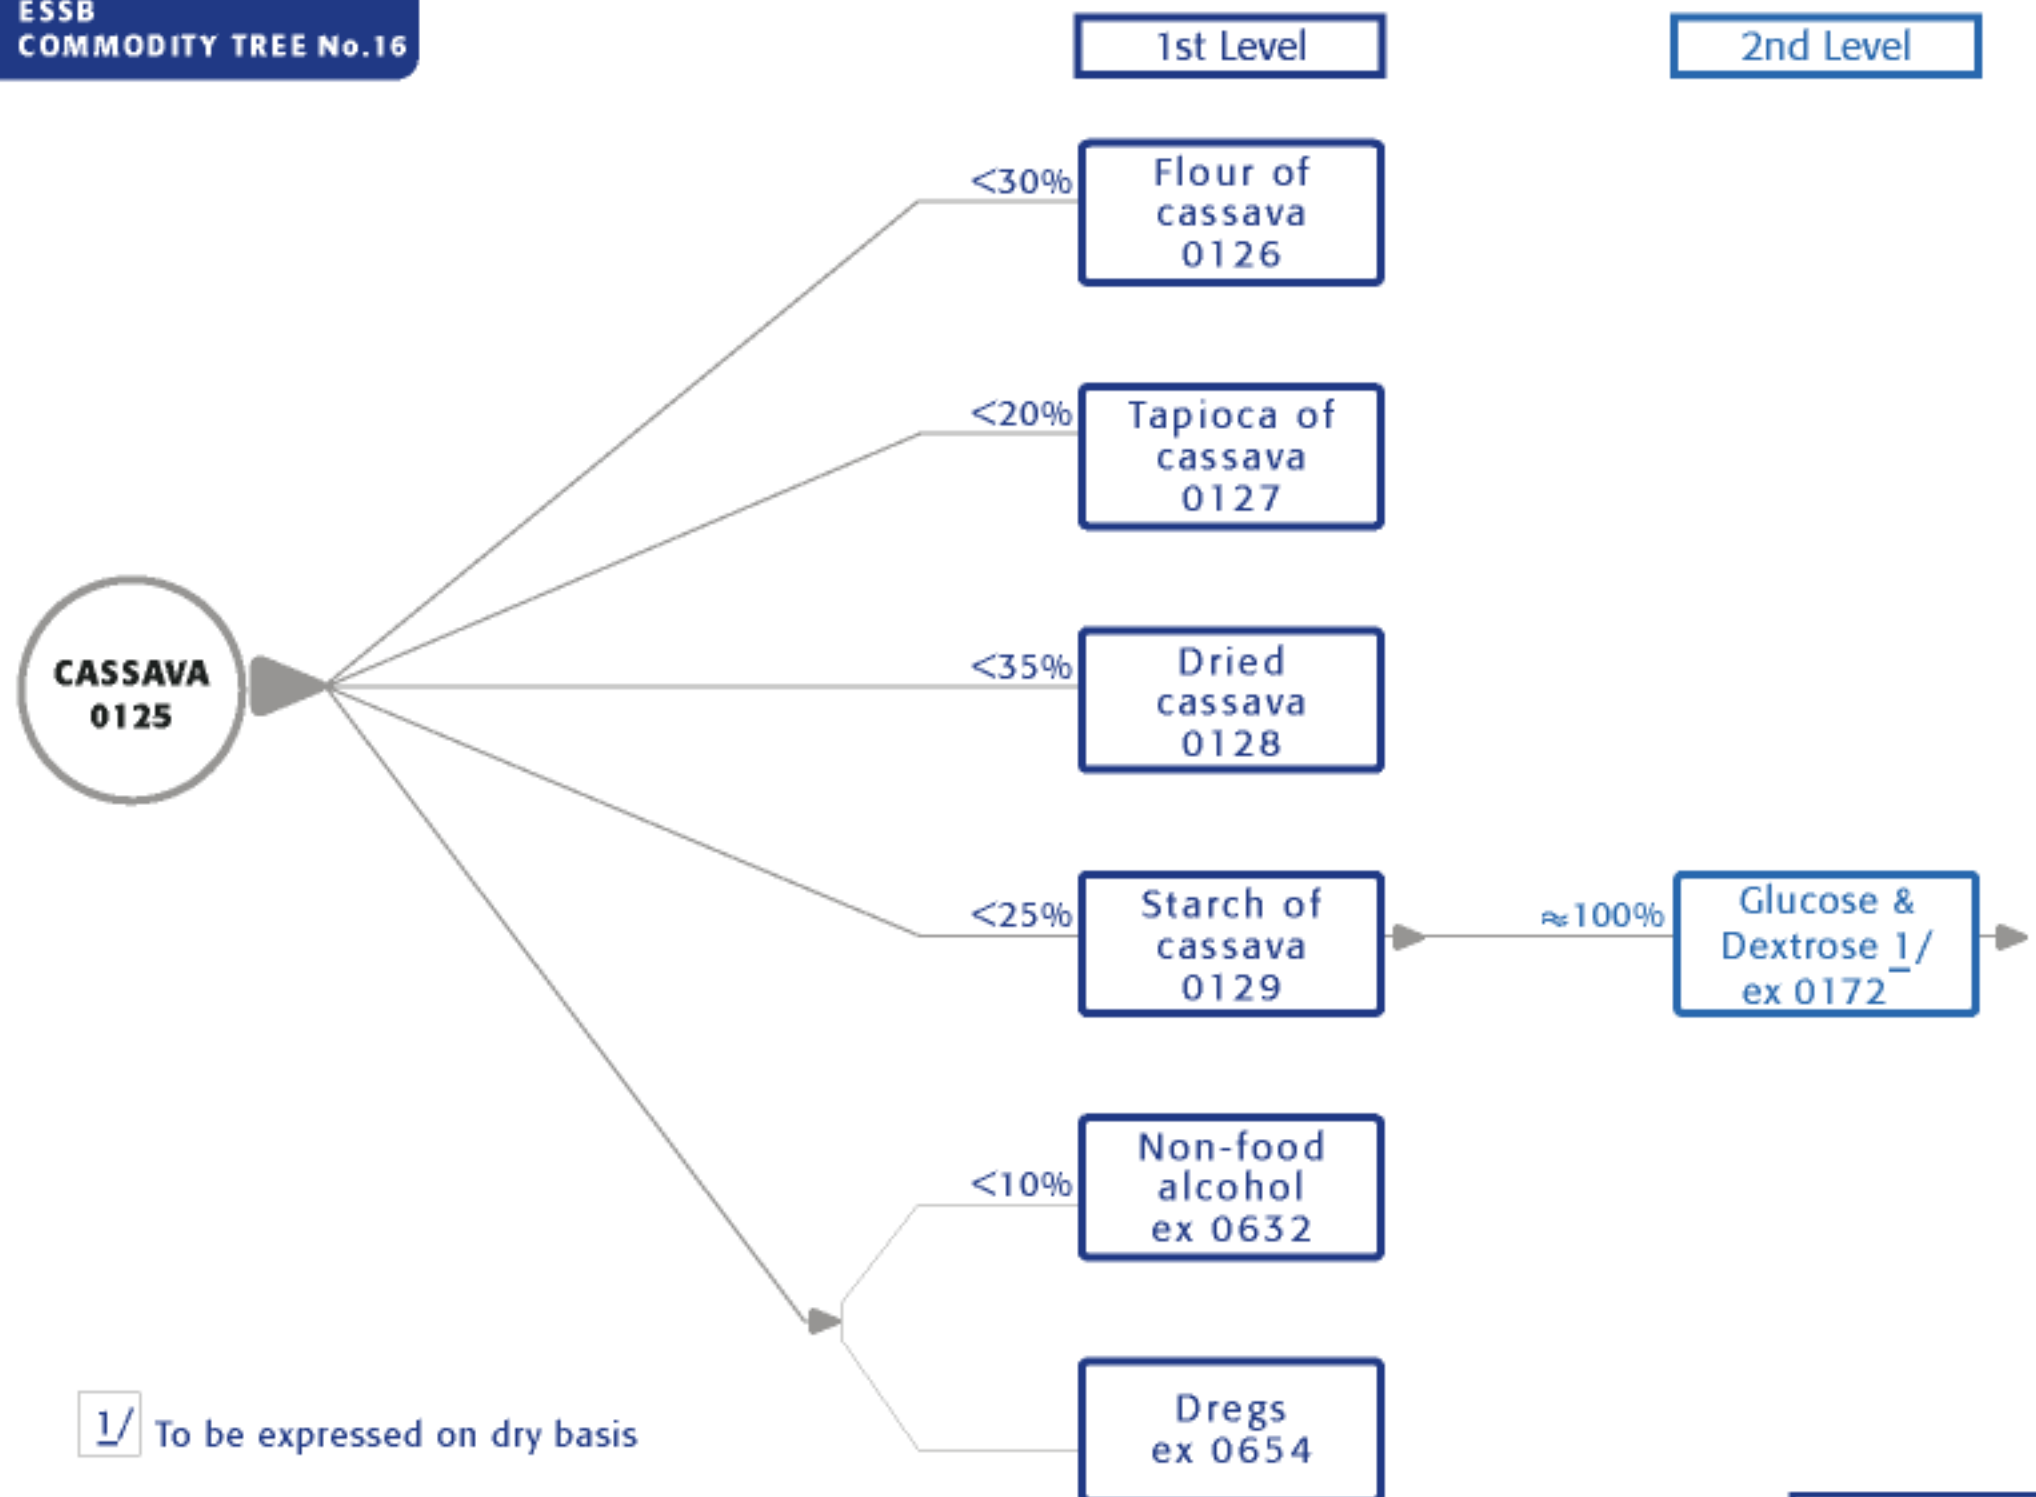 ESSB
COMMODITY TREE No.16
1st Level
2nd Level
<30%
Flour of
cassava
0126
<20%
Tapioca of
cassava
0127
CASSAVA
0125
<35%
Dried
cassava
0128
<25%
Starch of
cassava
0129
≈100%
Glucose &
Dextrose 1/
ex 0172
<10%
Non-food
alcohol
ex 0632
Dregs
ex 0654
1/ To be expressed on dry basis